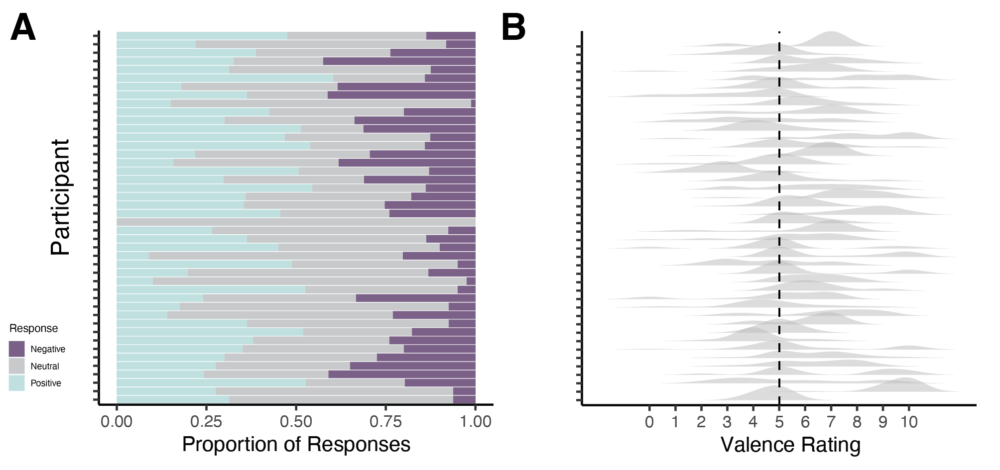 A
B
Participant
Response
Negative
Neutral
Positive
0.00 0.25 0.50 0.75 1.00
Proportion of Responses
0 1 2 3 4 5 6 7 8 9 10
Valence Rating